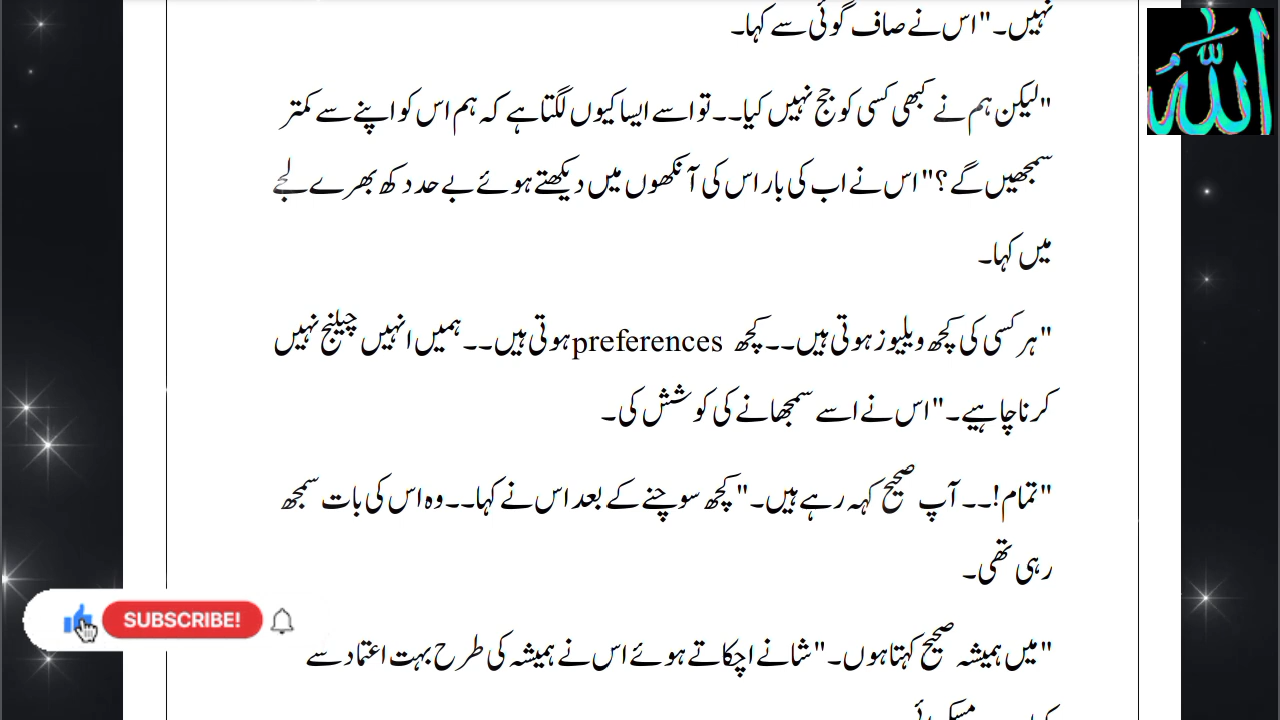 نہیں۔" اس نے صاف گوئی سے کہا۔
"لیکن ہم نے کبھی کسی کو جج نہیں کیا۔۔ تو اسے ایسا کیوں لگتا ہے کہ ہم اس کو اپنے سے کمتر
سمجھیں گے؟" اس نے اب کی بار اس کی آنکھوں میں دیکھتے ہوئے بے حد دکھ بھرے لہجے
میں کہا۔
"ہر کسی کی کچھ ویلیوز ہوتی ہیں۔۔ کچھ preferences ہوتی ہیں۔۔ ہمیں انہیں چیلنج نہیں
کرنا چاہیے۔" اس نے اسے سمجھانے کی کوشش کی۔
"تمام!۔۔ آپ صحیح کہہ رہے ہیں۔" کچھ سوچنے کے بعد اس نے کہا۔۔ وہ اس کی بات سمجھ
رہی تھی۔
"میں ہمیشہ صحیح کہتا ہوں۔" شانے اچکاتے ہوئے اس نے ہمیشہ کی طرح بہت اعتماد سے
الله
SUBSCRIBE!